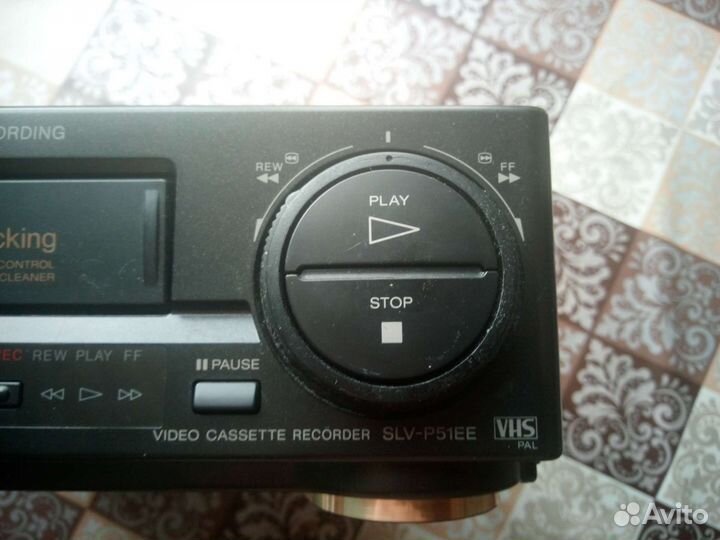 ORDING
REW FF
PLAY
STOP
cking
CONTROL
CLEANER
REC REW PLAY FF
PAUSE
VIDEO CASSETTE RECORDER SLV-P51EE VHS
PAL
Avito